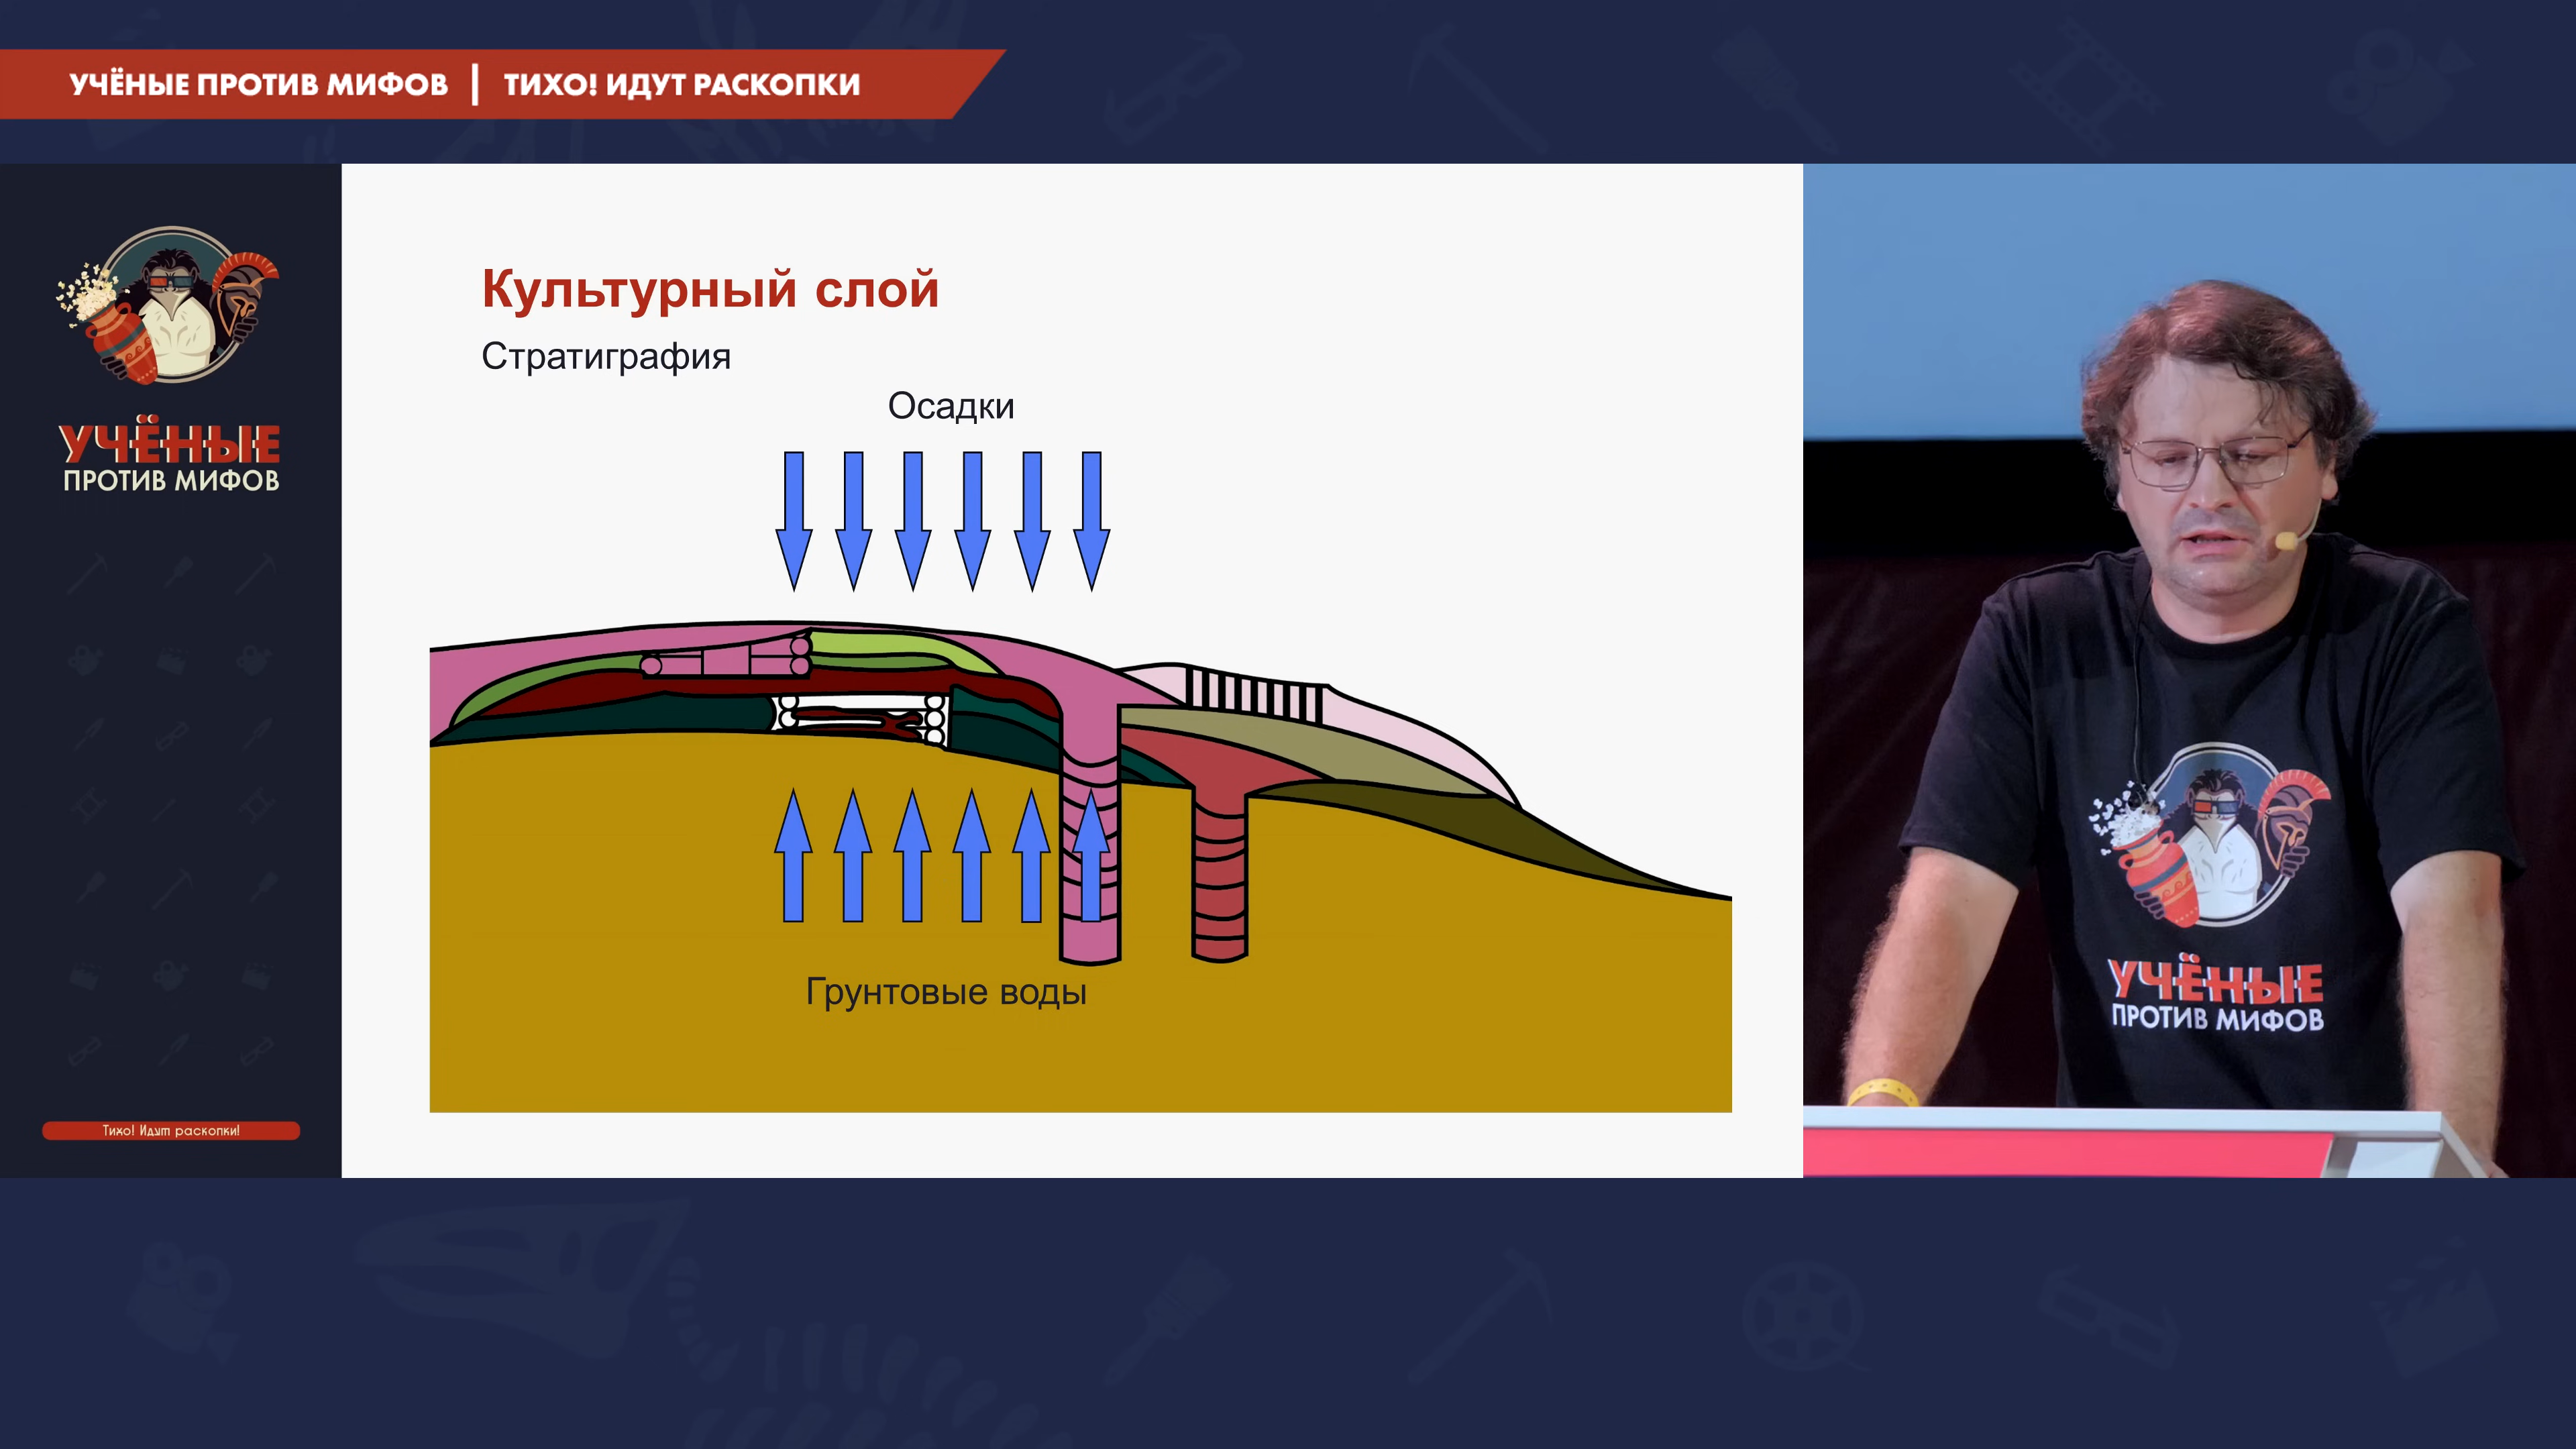 УЧЁНЫЕ ПРОТИВ МИФОВ | ТИХО! ИДУТ РАСКОПКИ
УЧЁНЫЕ
ПРОТИВ МИФОВ
Тихо! Идут раскопки!
Культурный слой
Стратиграфия
Осадки
Грунтовые воды
УЧЁНЫЕ
ПРОТИВ МИФОВ